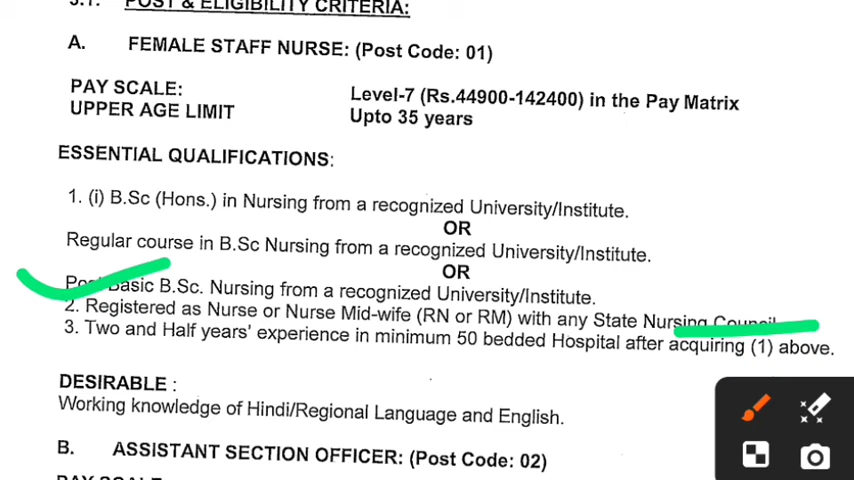 3.1. POST & ELIGIBILITY CRITERIA:
A. FEMALE STAFF NURSE: (Post Code: 01)
PAY SCALE: Level-7 (Rs.44900-142400) in the Pay Matrix
UPPER AGE LIMIT Upto 35 years
ESSENTIAL QUALIFICATIONS:
1. (i) B.Sc (Hons.) in Nursing from a recognized University/Institute.
OR
Regular course in B.Sc Nursing from a recognized University/Institute.
OR
Post Basic B.Sc. Nursing from a recognized University/Institute.
2. Registered as Nurse or Nurse Mid-wife (RN or RM) with any State Nursing Council
3. Two and Half years' experience in minimum 50 bedded Hospital after acquiring (1) above.
DESIRABLE :
Working knowledge of Hindi/Regional Language and English.
B. ASSISTANT SECTION OFFICER: (Post Code: 02)
PAY SCALE